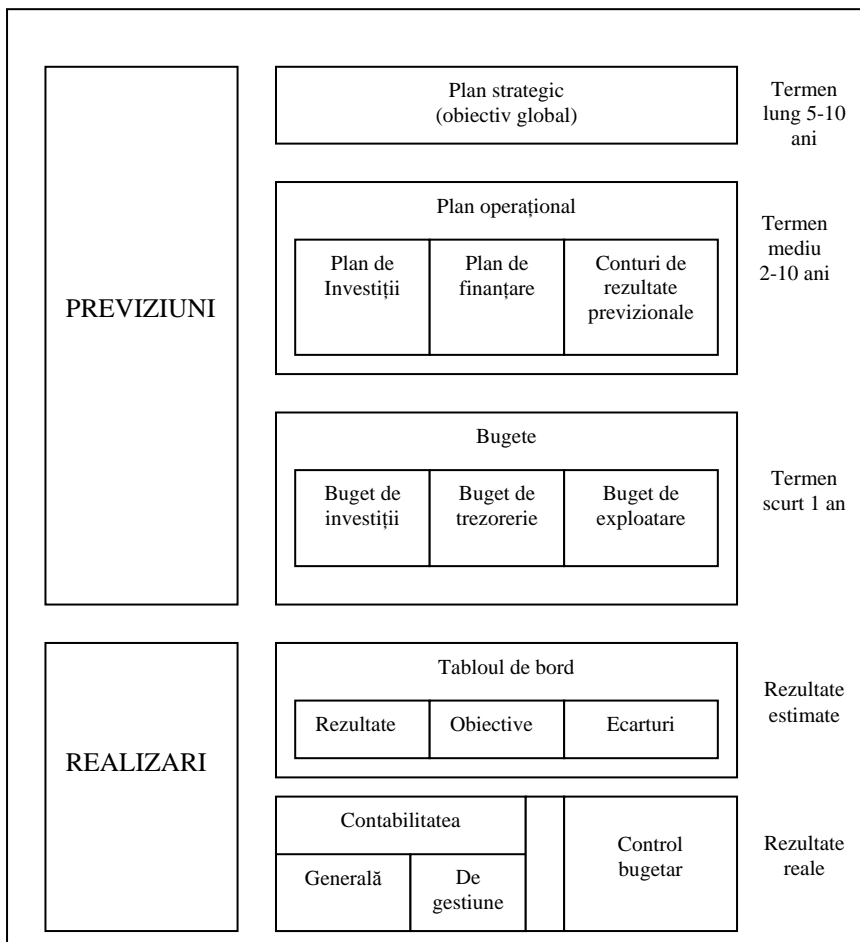 Plan strategic
(obiectiv global)
Termen
lung 5-10
ani
PREVIZIUNI
Plan operațional
Plan de
Investiții
Plan de
finanțare
Conturi de
rezultate
previzionale
Termen
mediu
2-10 ani
Bugete
Buget de
investiții
Buget de
trezorerie
Buget de
exploatare
Termen
scurt 1 an
REALIZARI
Tabloul de bord
Rezultate
Obiective
Ecarturi
Rezultate
estimate
Contabilitatea
Generală
De
gestiune
Control
bugetar
Rezultate
reale